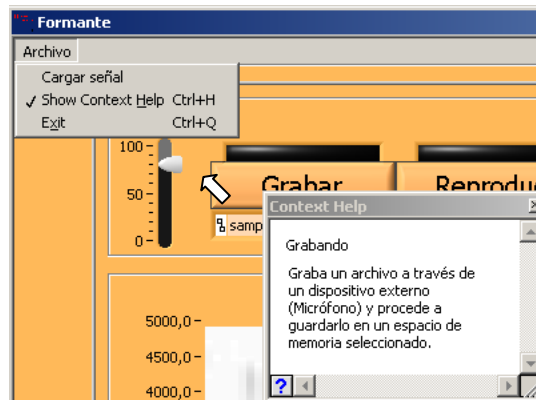 Formante
Archivo
Cargar señal
✓ Show Context Help Ctrl+H
Exit Ctrl+Q
100
50
0
Grabar
Reprodu
samp
Context Help
Grabando
Graba un archivo a través de
un dispositivo externo
(Micrófono) y procede a
guardarlo en un espacio de
memoria seleccionado.
?
5000,0
4500,0
4000,0